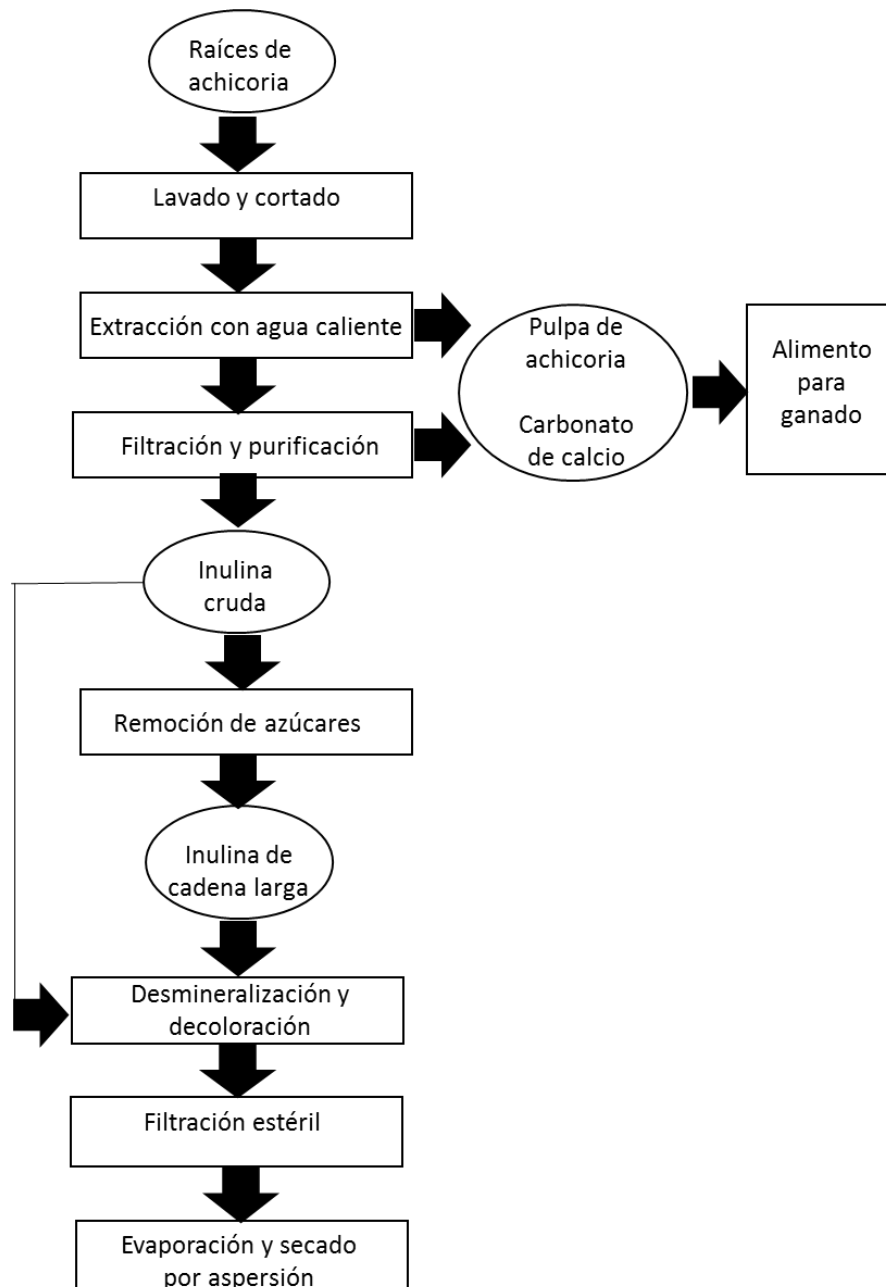 Raíces de
achicoria
Lavado y cortado
Extracción con agua caliente
Pulpa de
achicoria
Carbonato
de calcio
Alimento
para
ganado
Filtración y purificación
Inulina
cruda
Remoción de azúcares
Inulina de
cadena larga
Desmineralización y
decoloración
Filtración estéril
Evaporación y secado
por aspersión